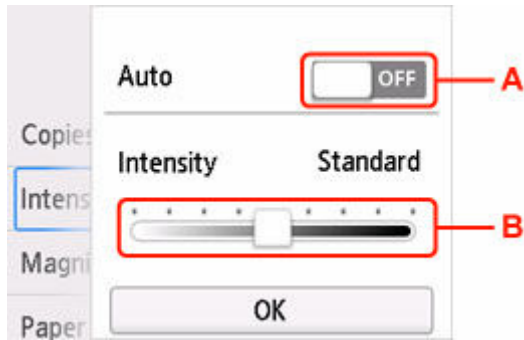 Auto OFF A
Copies
Intensity Standard
Intens
B
Magni
OK
Paper